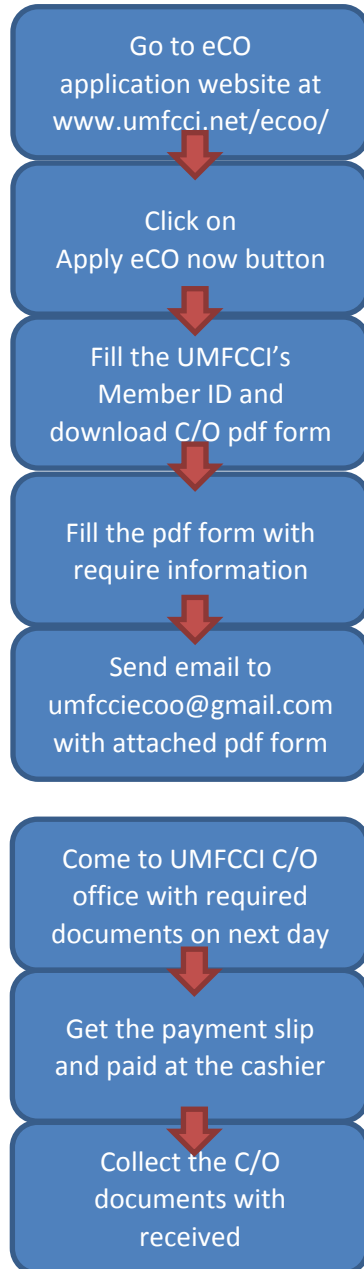 Go to eCO
application website at
www.umfcci.net/ecoo/
Click on
Apply eCO now button
Fill the UMFCCI's
Member ID and
download C/O pdf form
Fill the pdf form with
require information
Send email to
umfcciecoo@gmail.com
with attached pdf form
Come to UMFCCI C/O
office with required
documents on next day
Get the payment slip
and paid at the cashier
Collect the C/O
documents with
received